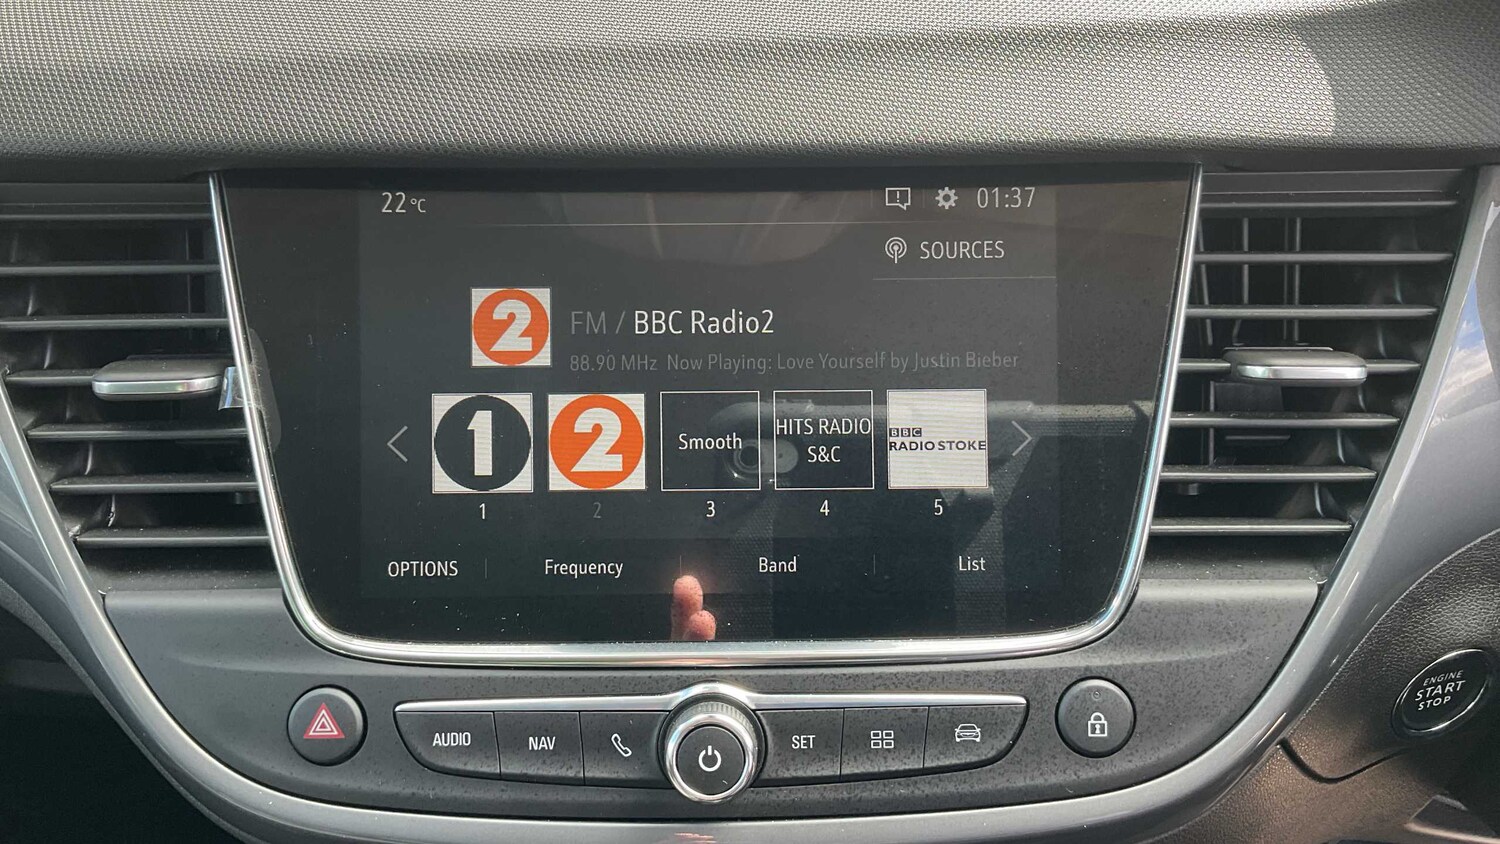 22°C
01:37
SOURCES
2
FM / BBC Radio2
88.90 MHz Now Playing: Love Yourself by Justin Bieber
1
2
Smooth
HITS RADIO
S&C
BBC
RADIO STOKE
1 2 3 4 5
OPTIONS Frequency Band List
AUDIO NAV SET
ENGINE
START
STOP